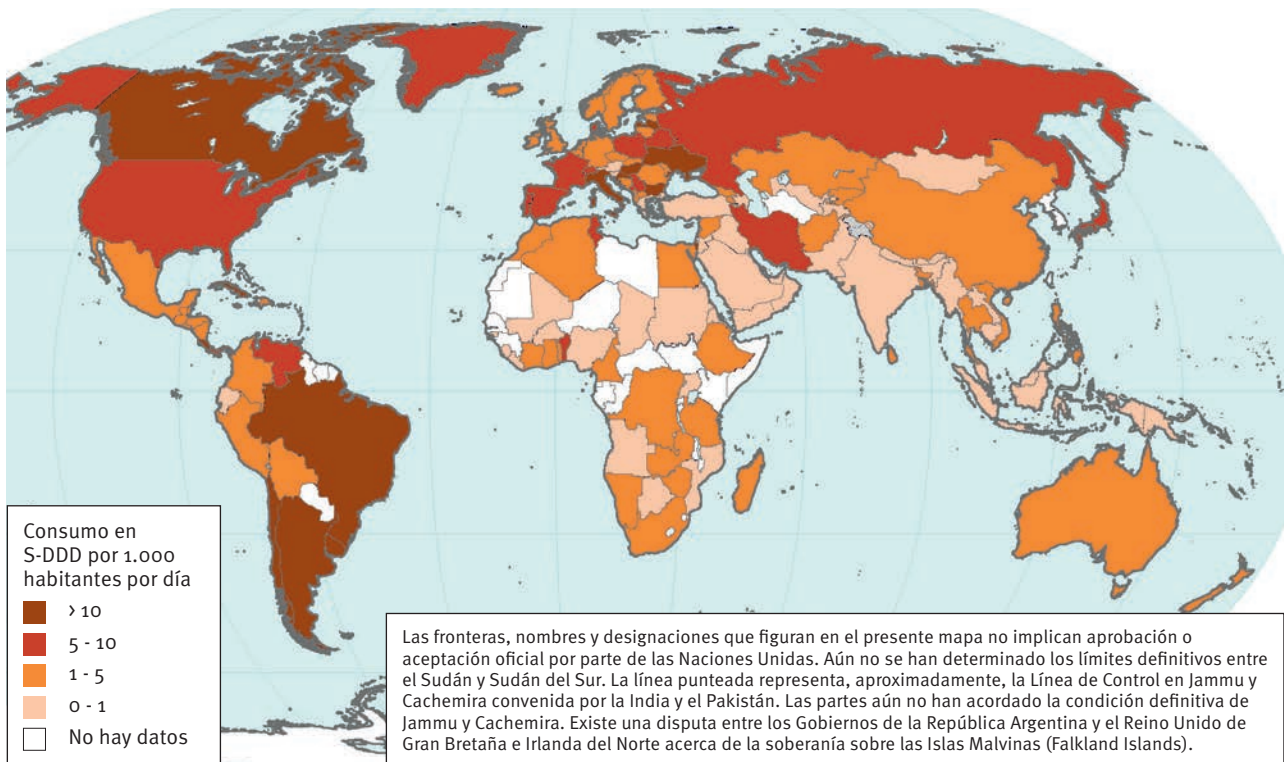 Consumo en
S-DDD por 1.000
habitantes por día
> 10
5 - 10
1 - 5
0 - 1
No hay datos
Las fronteras, nombres y designaciones que figuran en el presente mapa no implican aprobación o
aceptación oficial por parte de las Naciones Unidas. Aún no se han determinado los límites definitivos entre
el Sudán y Sudán del Sur. La línea punteada representa, aproximadamente, la Línea de Control en Jammu y
Cachemira convenida por la India y el Pakistán. Las partes aún no han acordado la condición definitiva de
Jammu y Cachemira. Existe una disputa entre los Gobiernos de la República Argentina y el Reino Unido de
Gran Bretaña e Irlanda del Norte acerca de la soberanía sobre las Islas Malvinas (Falkland Islands).